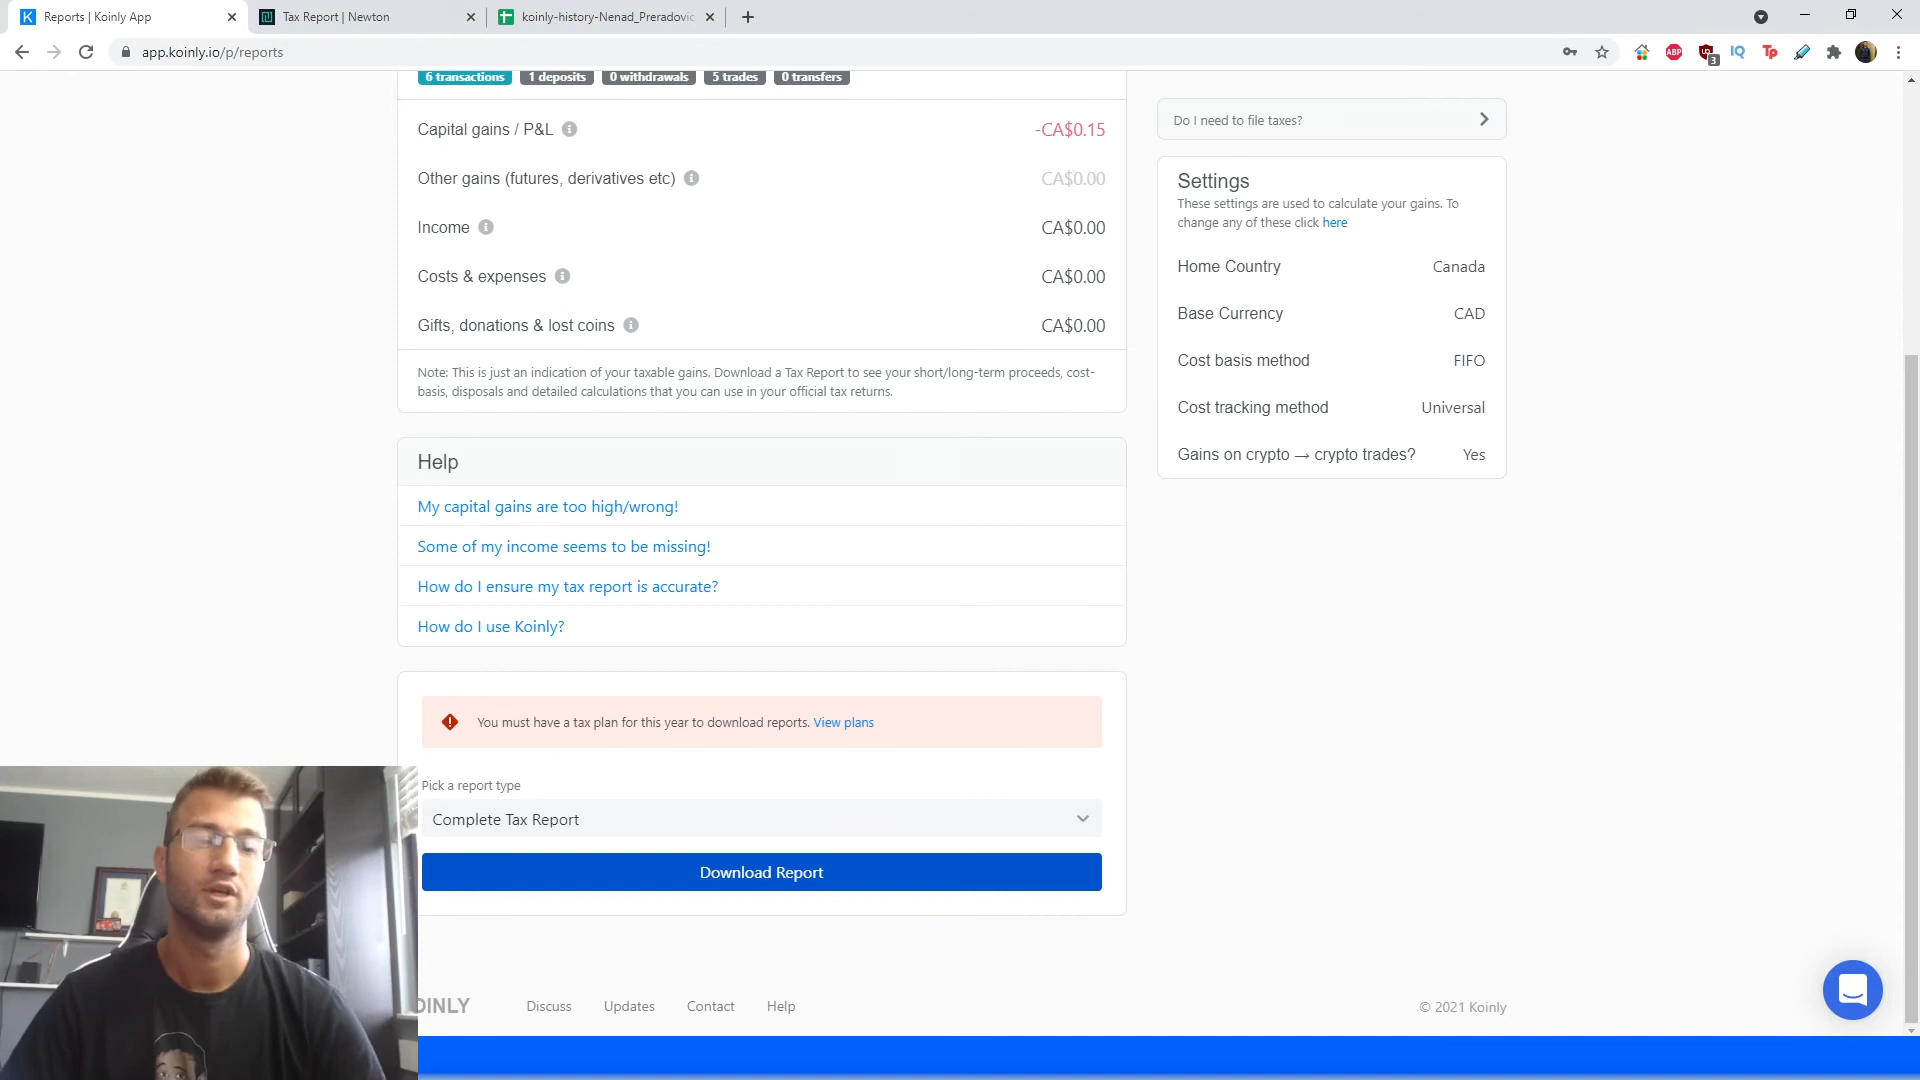 Reports | Koinly App
Tax Report | Newton
koinly-history-Nenad_Preradovic
app.koinly.io/p/reports
ABP
3
IQ
Tp
6 transactions
1 deposits
0 withdrawals
5 trades
0 transfers
Capital gains / P&L
-CA$0.15
Other gains (futures, derivatives etc)
CA$0.00
Income
CA$0.00
Costs & expenses
CA$0.00
Gifts, donations & lost coins
CA$0.00
Note: This is just an indication of your taxable gains. Download a Tax Report to see your short/long-term proceeds, cost-
basis, disposals and detailed calculations that you can use in your official tax returns.
Do I need to file taxes?
Settings
These settings are used to calculate your gains. To
change any of these click here
Home Country
Canada
Base Currency
CAD
Cost basis method
FIFO
Cost tracking method
Universal
Gains on crypto → crypto trades?
Yes
Help
My capital gains are too high/wrong!
Some of my income seems to be missing!
How do I ensure my tax report is accurate?
How do I use Koinly?
You must have a tax plan for this year to download reports. View plans
Pick a report type
Complete Tax Report
Download Report
OINLY
Discuss
Updates
Contact
Help
© 2021 Koinly